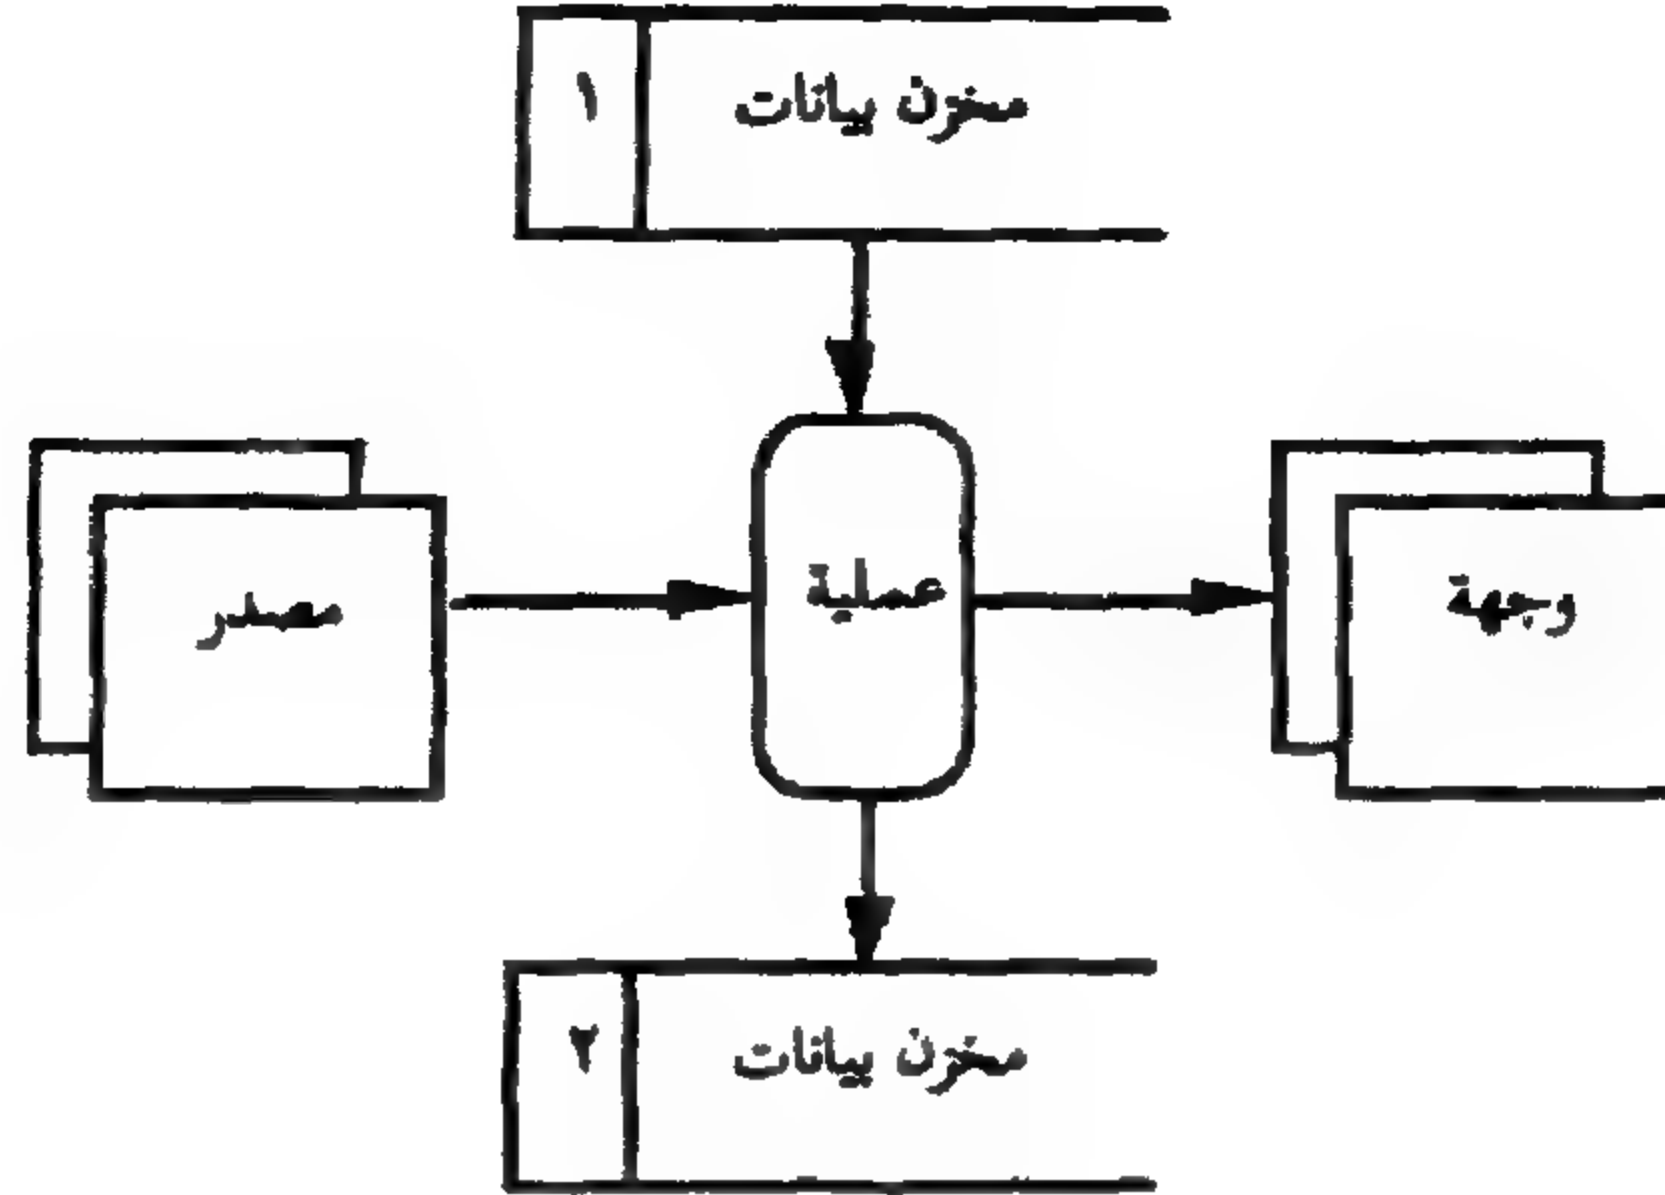 مخزن بيانات ١
مصدر
عملية
وجهة
مخزن بيانات ٢